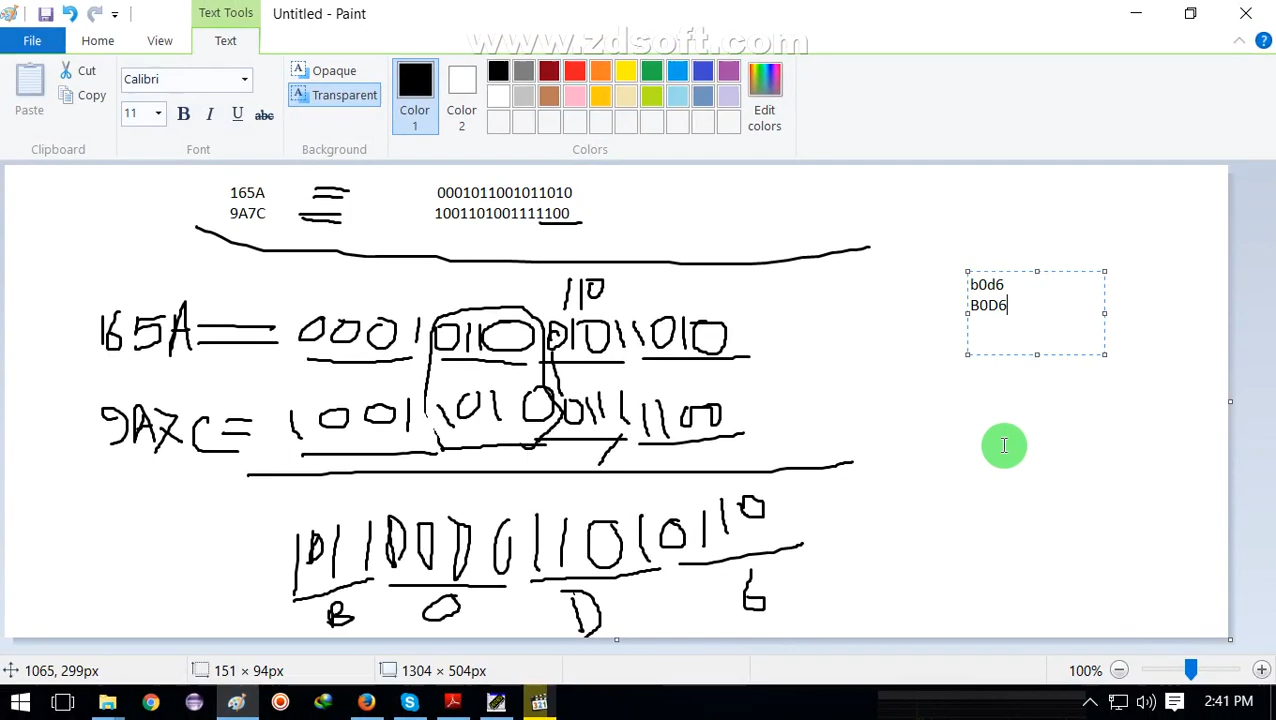 Text Tools
Untitled - Paint
www.zdsoft.com
File
Home
View
Text
Paste
Cut
Copy
Clipboard
Calibri
11
B I U abc
Font
Opaque
Transparent
Background
Color 1
Color 2
Edit colors
Colors
165A
0001011001011010
9A7C
1001101001111100
b0d6
B0D6
110
165A = 0001 0110 0101 1010
9A7C = 1001 1010 0111 1100
1011 0000 1101 0110
B 0 D 6
1065, 299px
151 × 94px
1304 × 504px
100%
321
2:41 PM